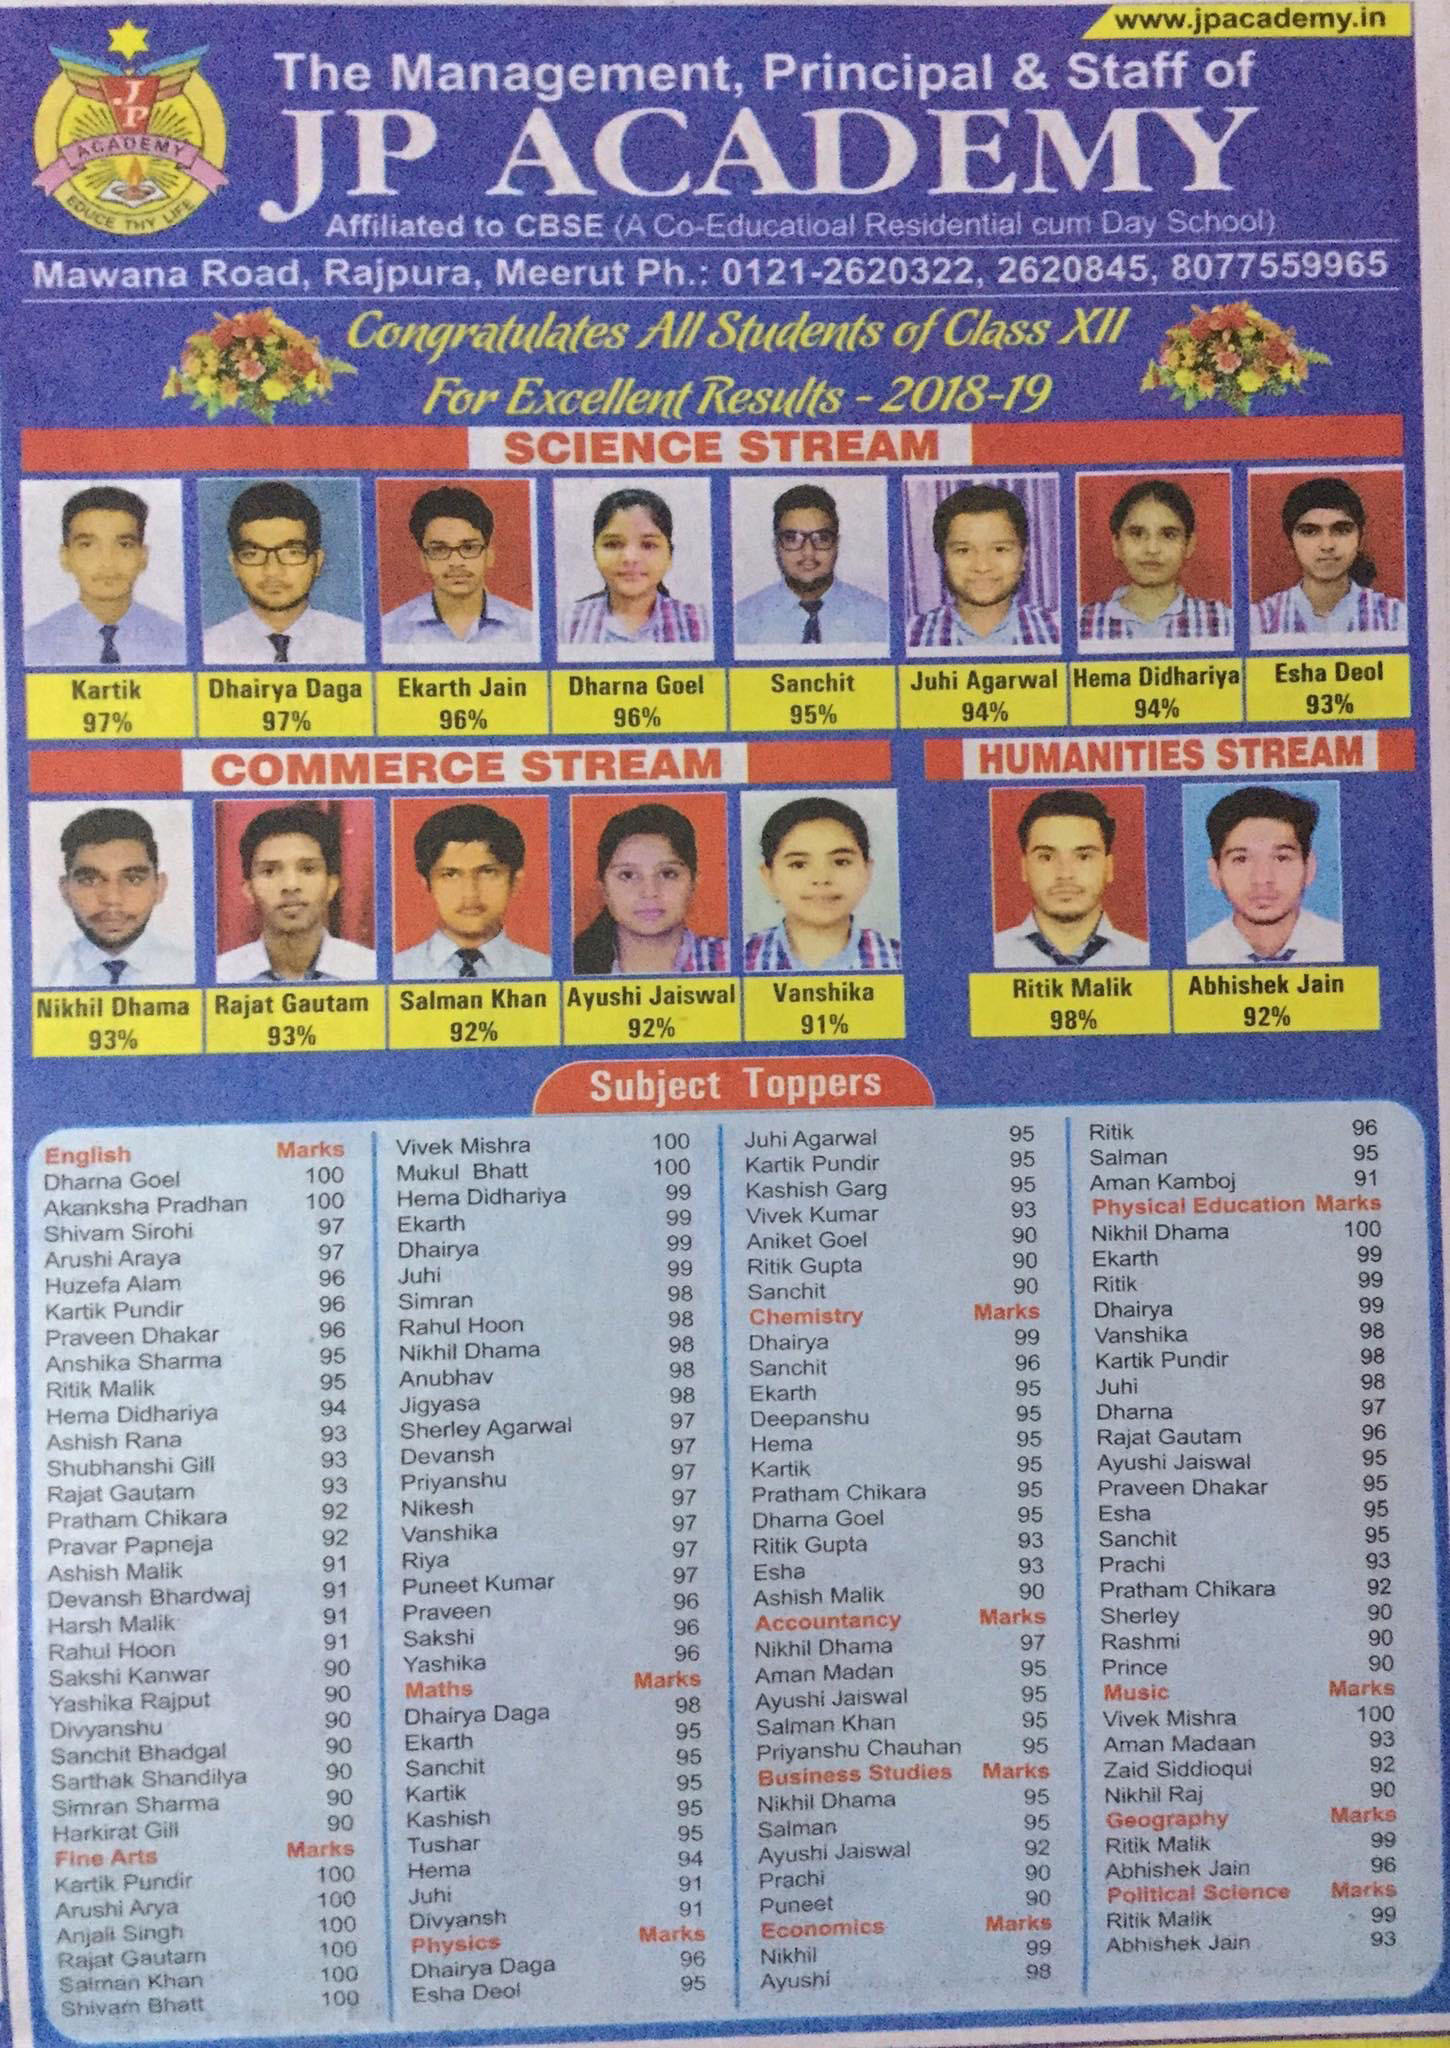 www.jpacademy.in
J P
ACADEMY
EDUCE THY LIFE
The Management, Principal & Staff of
JP ACADEMY
Affiliated to CBSE (A Co-Educatioal Residential cum Day School)
Mawana Road, Rajpura, Meerut Ph.: 0121-2620322, 2620845, 8077559965
Congratulates All Students of Class XII
For Excellent Results - 2018-19
SCIENCE STREAM
Kartik 97%
Dhairya Daga 97%
Ekarth Jain 96%
Dharna Goel 96%
Sanchit 95%
Juhi Agarwal 94%
Hema Didhariya 94%
Esha Deol 93%
COMMERCE STREAM
Nikhil Dhama 93%
Rajat Gautam 93%
Salman Khan 92%
Ayushi Jaiswal 92%
Vanshika 91%
HUMANITIES STREAM
Ritik Malik 98%
Abhishek Jain 92%
Subject Toppers
English Marks
Dharna Goel 100
Akanksha Pradhan 100
Shivam Sirohi 97
Arushi Araya 97
Huzefa Alam 96
Kartik Pundir 96
Praveen Dhakar 96
Anshika Sharma 95
Ritik Malik 95
Hema Didhariya 94
Ashish Rana 93
Shubhanshi Gill 93
Rajat Gautam 93
Pratham Chikara 92
Pravar Papneja 92
Ashish Malik 91
Devansh Bhardwaj 91
Harsh Malik 91
Rahul Hoon 91
Sakshi Kanwar 90
Yashika Rajput 90
Divyanshu 90
Sanchit Bhadgal 90
Sarthak Shandilya 90
Simran Sharma 90
Harkirat Gill 90
Fine Arts Marks
Kartik Pundir 100
Arushi Arya 100
Anjali Singh 100
Rajat Gautam 100
Salman Khan 100
Shivam Bhatt 100
Vivek Mishra 100
Mukul Bhatt 100
Hema Didhariya 99
Ekarth 99
Dhairya 99
Juhi 99
Simran 98
Rahul Hoon 98
Nikhil Dhama 98
Anubhav 98
Jigyasa 98
Sherley Agarwal 97
Devansh 97
Priyanshu 97
Nikesh 97
Vanshika 97
Riya 97
Puneet Kumar 97
Praveen 96
Sakshi 96
Yashika 96
Maths Marks
Dhairya Daga 98
Ekarth 95
Sanchit 95
Kartik 95
Kashish 95
Tushar 95
Hema 94
Juhi 91
Divyansh 91
Physics Marks
Dhairya Daga 96
Esha Deol 95
Juhi Agarwal 95
Kartik Pundir 95
Kashish Garg 95
Vivek Kumar 93
Aniket Goel 90
Ritik Gupta 90
Sanchit 90
Chemistry Marks
Dhairya 99
Sanchit 96
Ekarth 95
Deepanshu 95
Hema 95
Kartik 95
Pratham Chikara 95
Dharna Goel 95
Ritik Gupta 93
Esha 93
Ashish Malik 90
Accountancy Marks
Nikhil Dhama 97
Aman Madan 95
Ayushi Jaiswal 95
Salman Khan 95
Priyanshu Chauhan 95
Business Studies Marks
Nikhil Dhama 95
Salman 95
Ayushi Jaiswal 92
Prachi 90
Puneet 90
Economics Marks
Nikhil 99
Ayushi 98
Ritik 96
Salman 95
Aman Kamboj 91
Physical Education Marks
Nikhil Dhama 100
Ekarth 99
Ritik 99
Dhairya 99
Vanshika 98
Kartik Pundir 98
Juhi 98
Dharna 97
Rajat Gautam 96
Ayushi Jaiswal 95
Praveen Dhakar 95
Esha 95
Sanchit 95
Prachi 93
Pratham Chikara 92
Sherley 90
Rashmi 90
Prince 90
Music Marks
Vivek Mishra 100
Aman Madaan 93
Zaid Siddioqui 92
Nikhil Raj 90
Geography Marks
Ritik Malik 99
Abhishek Jain 96
Political Science Marks
Ritik Malik 99
Abhishek Jain 93